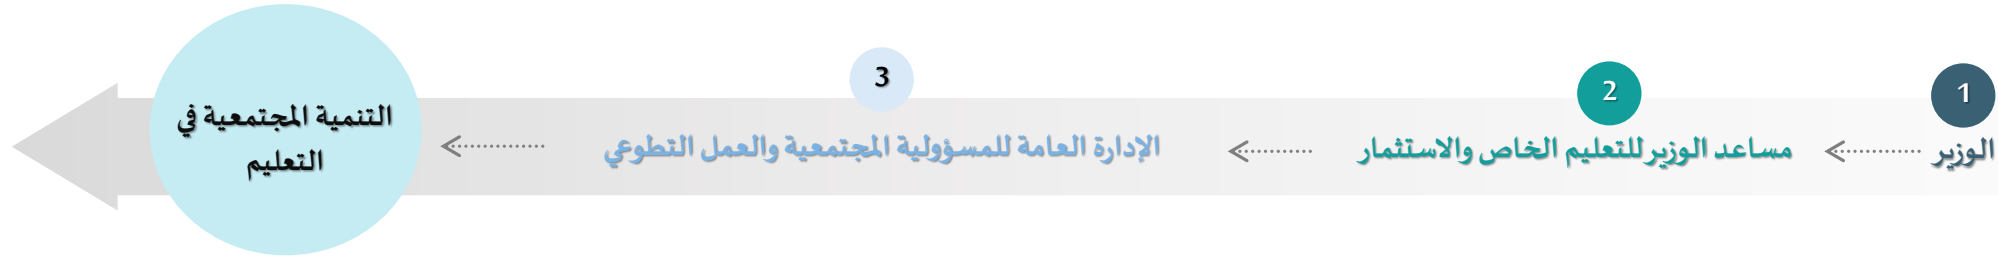 1
الوزير
2
مساعد الوزير للتعليم الخاص والاستثمار
3
الإدارة العامة للمسؤولية المجتمعية والعمل التطوعي
التنمية المجتمعية في
التعليم